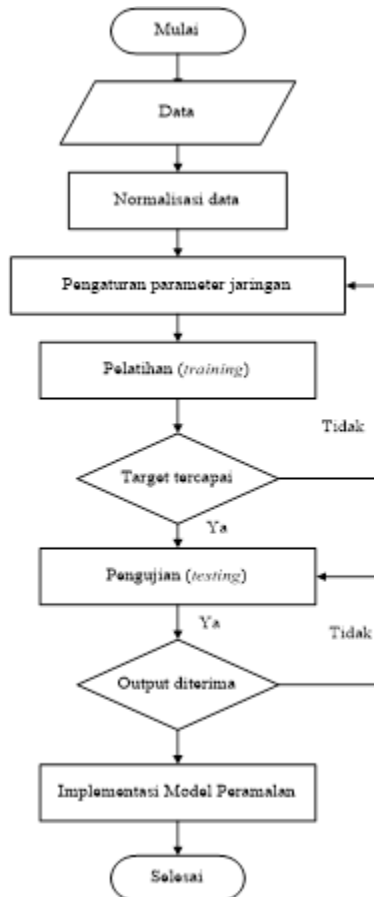 Mulai
Data
Normalisasi data
Pengaturan parameter jaringan
Pelatihan (training)
Tidak
Target tercapai
Ya
Pengujian (testing)
Ya
Tidak
Output diterima
Implementasi Model Peramalan
Selesai